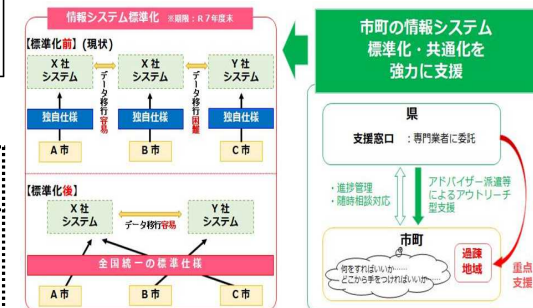 情報システム標準化 ※期限：R7年度末
【標準化前】(現状)
X社
システム
X社
システム
Y社
システム
データ移行容易
データ移行困難
独自仕様
独自仕様
独自仕様
A市
B市
C市
【標準化後】
X社
システム
Y社
システム
データ移行容易
全国統一の標準仕様
A市
B市
C市
市町の情報システム
標準化・共通化を
強力に支援
県
支援窓口　：専門業者に委託
・進捗管理
・随時相談対応
アドバイザー派遣等
によるアウトリーチ
型支援
市町
何をすればいいか……
どこから手をつければいいか……
過疎
地域
重点
支援